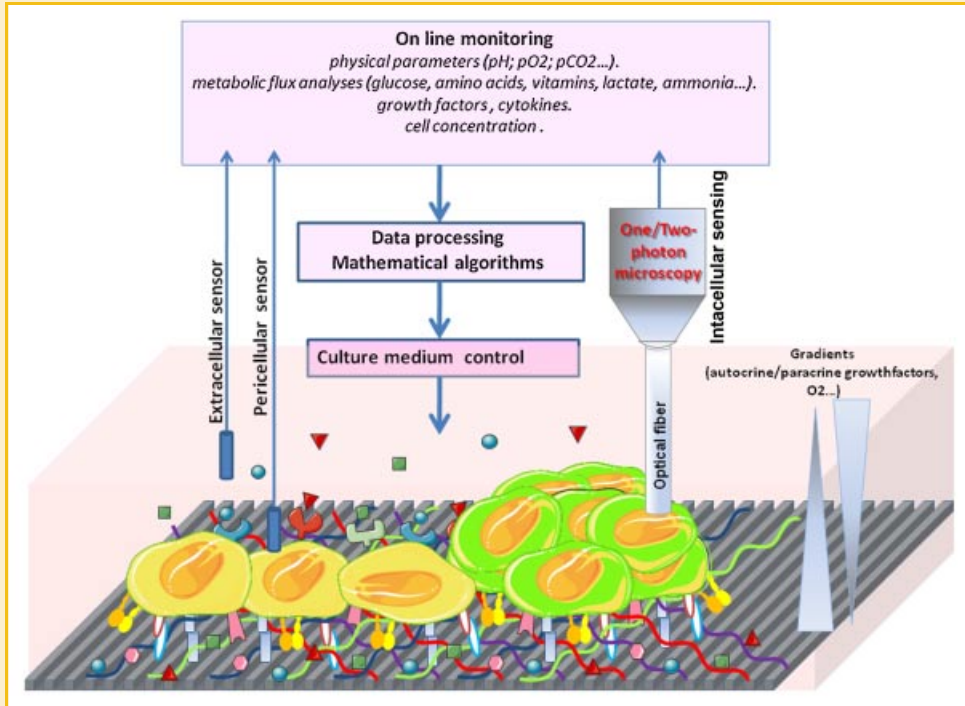 On line monitoring
physical parameters (pH; pO2; pCO2...).
metabolic flux analyses (glucose, amino acids, vitamins, lactate, ammonia...).
growth factors , cytokines.
cell concentration .
Data processing
Mathematical algorithms
Culture medium control
Extracellular sensor
Pericellular sensor
One/Two-
photon
microscopy
Intacellular sensing
Optical fiber
Gradients
(autocrine/paracrine growthfactors,
O2...)